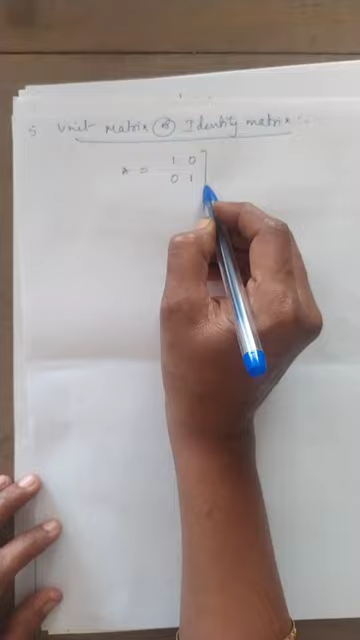 5 Unit Matrix (or) Identity matrix :-
A = 1 0
0 1